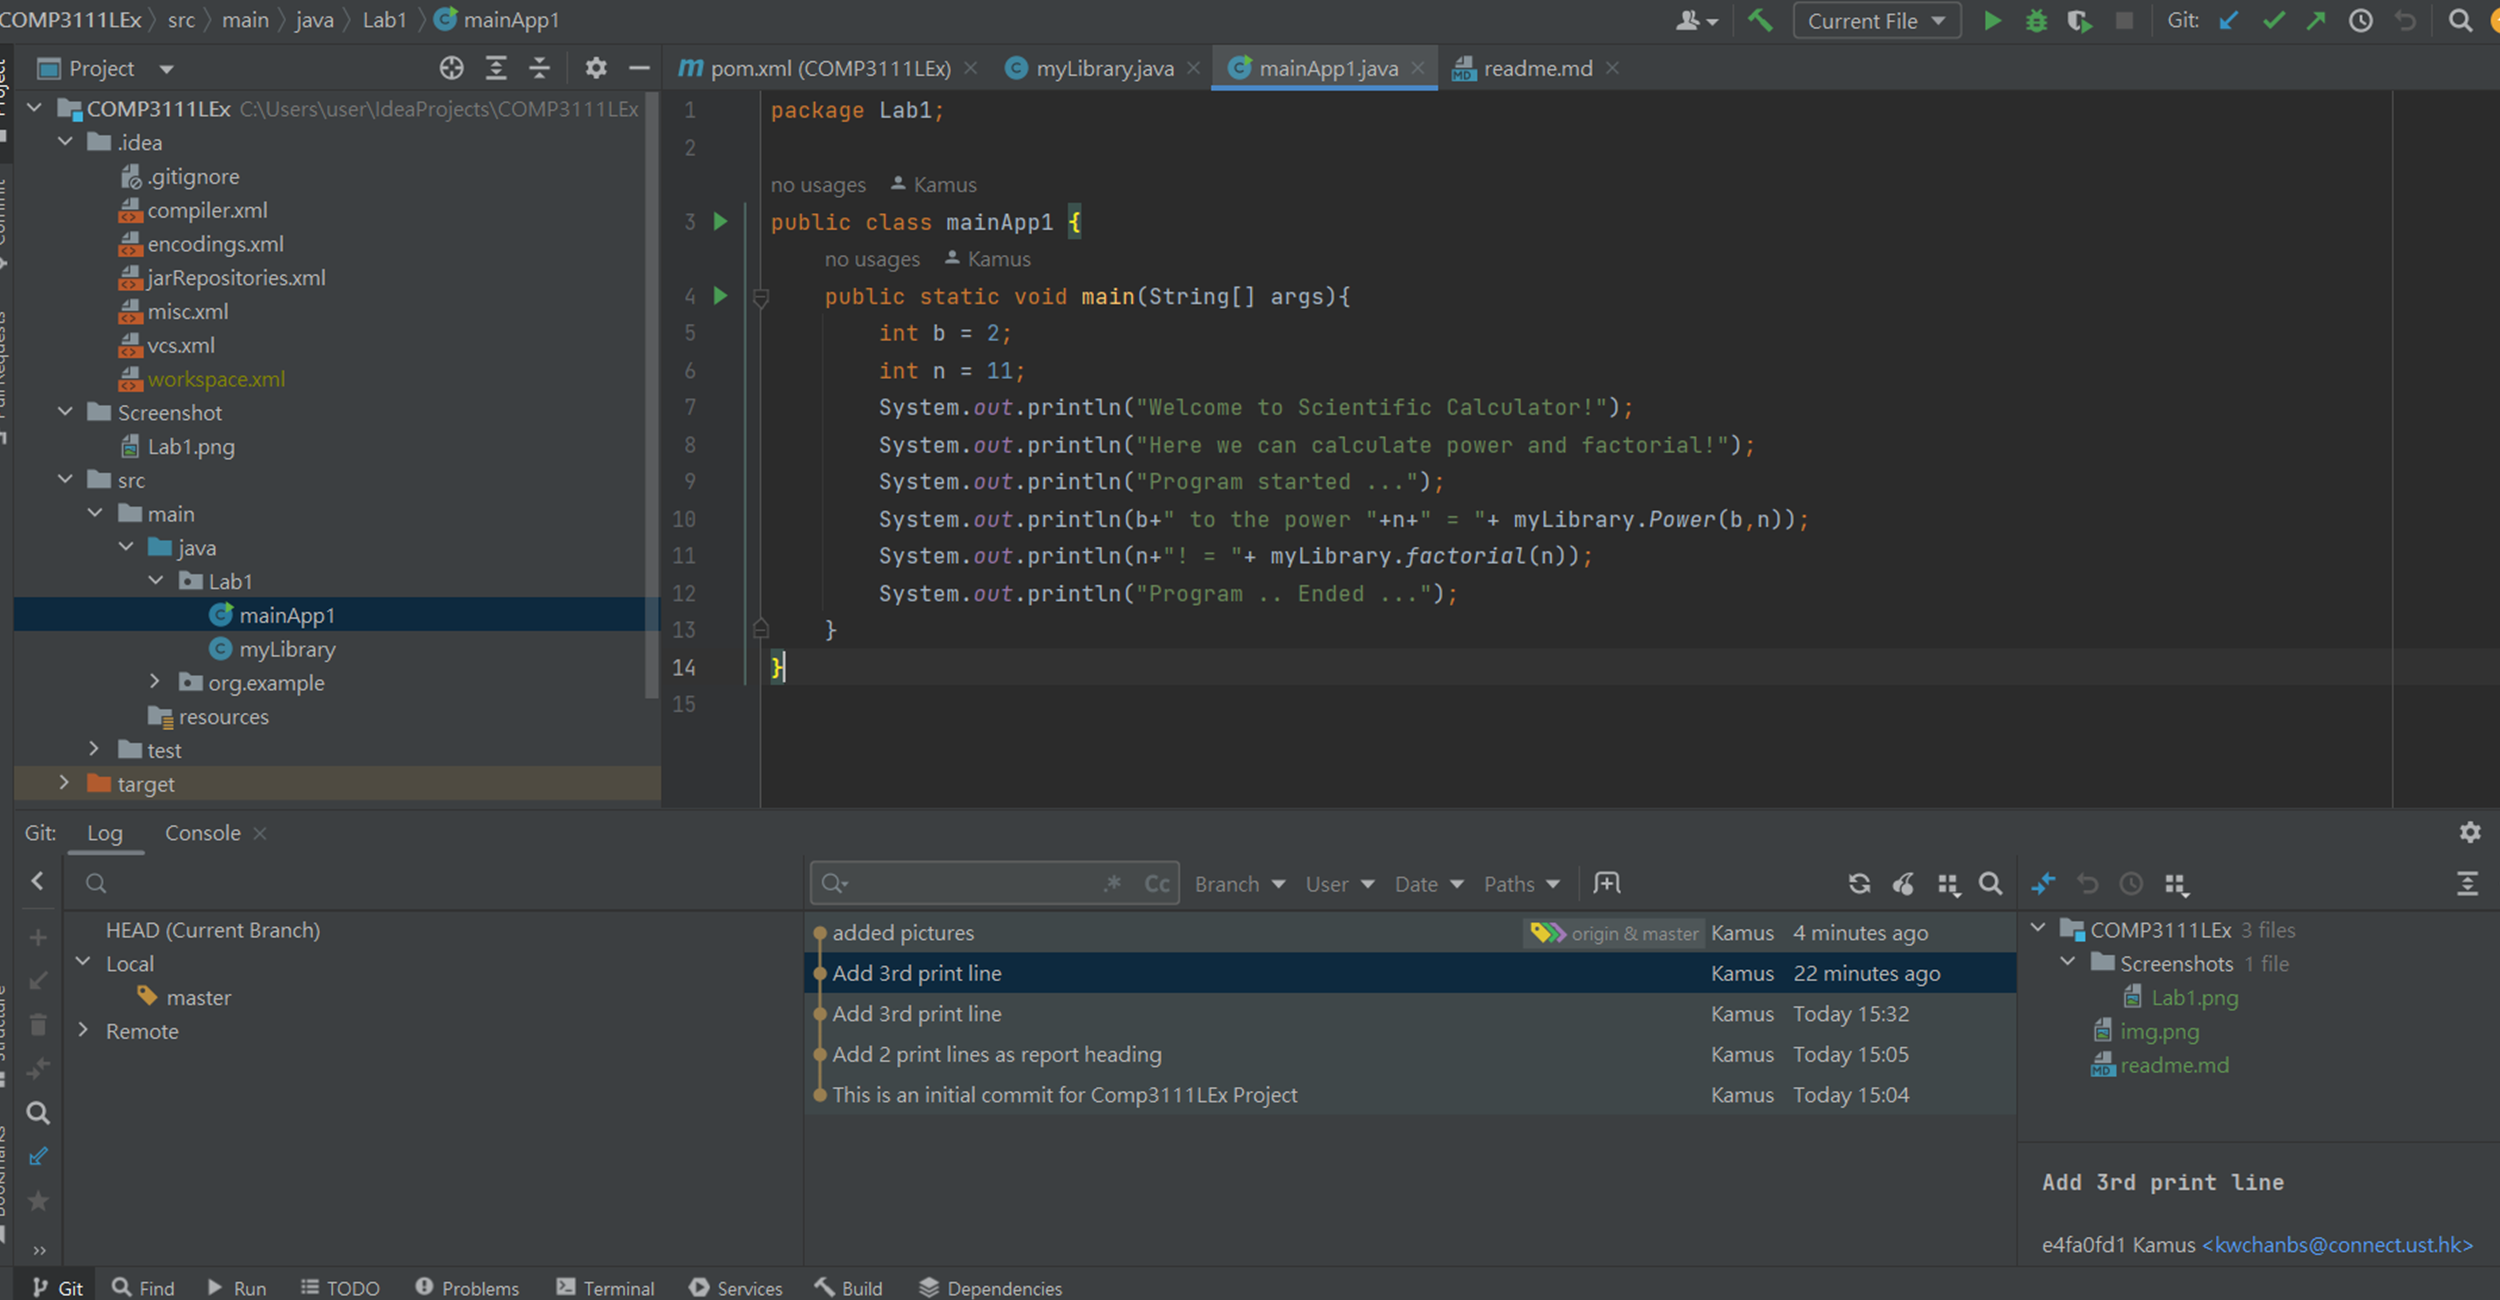 COMP3111LEx src main java Lab1 mainApp1
Current File Git:
Project
pom.xml (COMP3111LEx) myLibrary.java mainApp1.java readme.md
COMP3111LEx C:\Users\user\IdeaProjects\COMP3111LEx
.idea
.gitignore
compiler.xml
encodings.xml
jarRepositories.xml
misc.xml
vcs.xml
workspace.xml
Screenshot
Lab1.png
src
main
java
Lab1
mainApp1
myLibrary
org.example
resources
test
target
1 package Lab1;
2
no usages Kamus
3 public class mainApp1 {
no usages Kamus
4 public static void main(String[] args){
5 int b = 2;
6 int n = 11;
7 System.out.println("Welcome to Scientific Calculator!");
8 System.out.println("Here we can calculate power and factorial!");
9 System.out.println("Program started ...");
10 System.out.println(b+" to the power "+n+" = "+ myLibrary.Power(b,n));
11 System.out.println(n+"! = "+ myLibrary.factorial(n));
12 System.out.println("Program .. Ended ...");
13 }
14 }
15
Git: Log Console
.* Cc Branch User Date Paths
HEAD (Current Branch)
Local
master
Remote
added pictures origin & master Kamus 4 minutes ago
Add 3rd print line Kamus 22 minutes ago
Add 3rd print line Kamus Today 15:32
Add 2 print lines as report heading Kamus Today 15:05
This is an initial commit for Comp3111LEx Project Kamus Today 15:04
COMP3111LEx 3 files
Screenshots 1 file
Lab1.png
img.png
readme.md
Add 3rd print line
e4fa0fd1 Kamus <kwchanbs@connect.ust.hk>
Git Find Run TODO Problems Terminal Services Build Dependencies